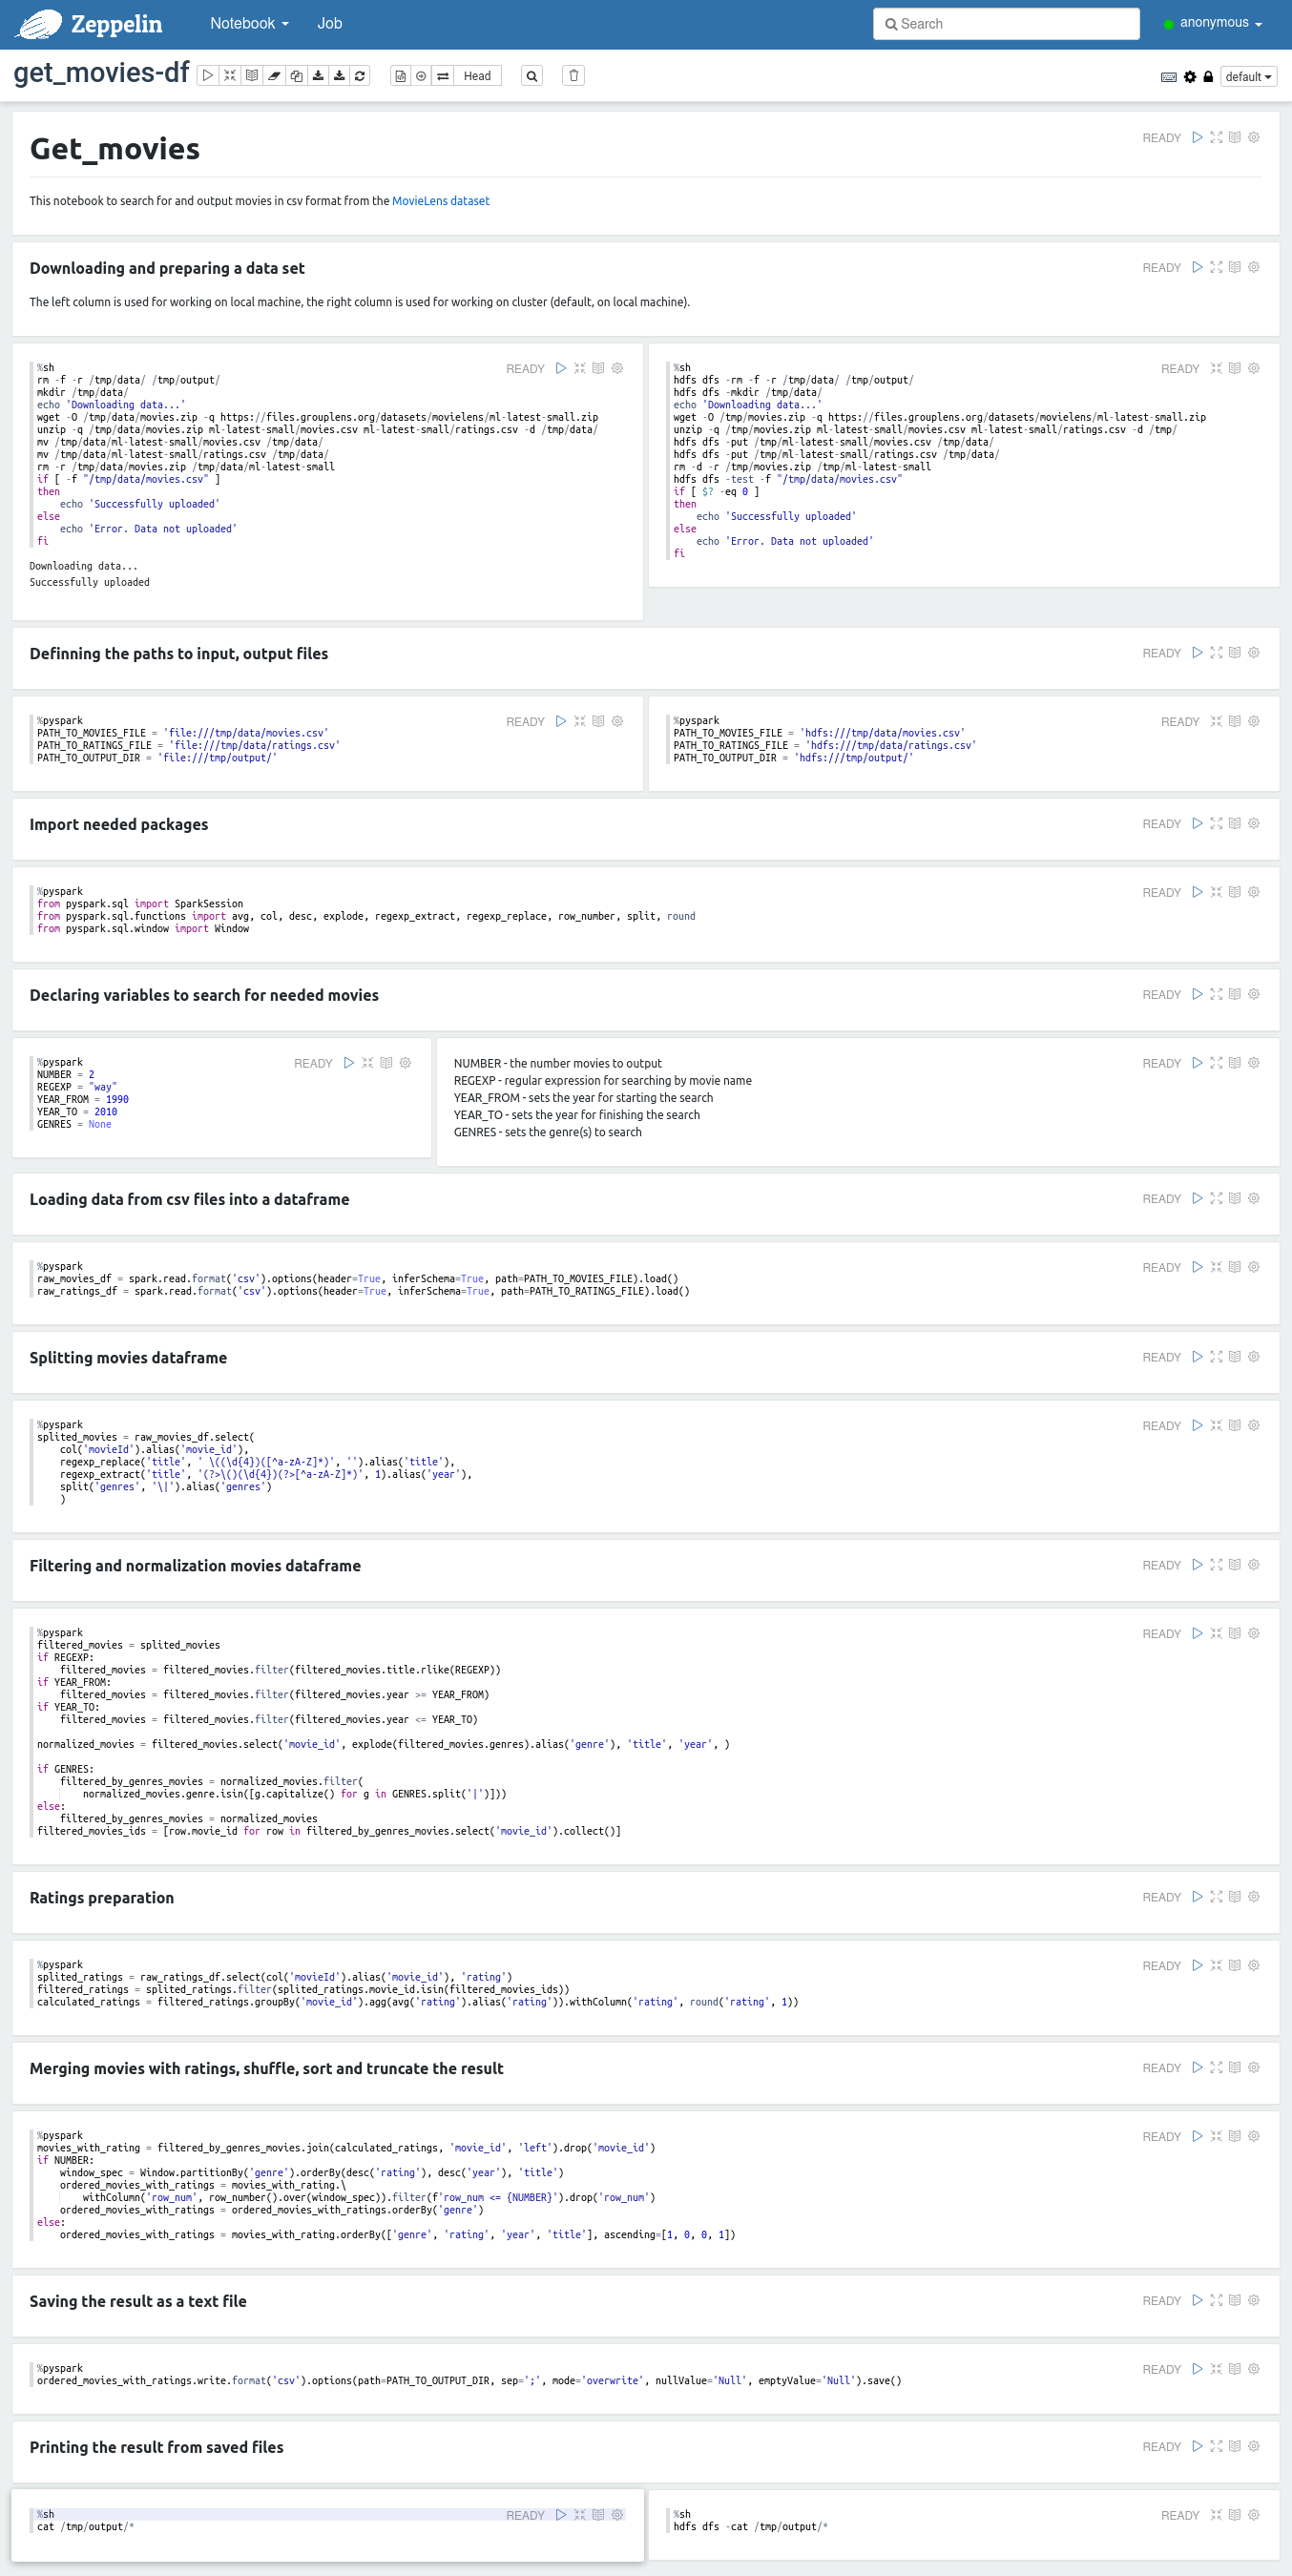 Zeppelin
Notebook
Job
Search
anonymous
get_movies-df
Head
default
Get_movies
READY
This notebook to search for and output movies in csv format from the MovieLens dataset
Downloading and preparing a data set
READY
The left column is used for working on local machine, the right column is used for working on cluster (default, on local machine).
%sh
READY
rm -f -r /tmp/data/ /tmp/output/
mkdir /tmp/data/
echo 'Downloading data...'
wget -O /tmp/data/movies.zip -q https://files.grouplens.org/datasets/movielens/ml-latest-small.zip
unzip -q /tmp/data/movies.zip ml-latest-small/movies.csv ml-latest-small/ratings.csv -d /tmp/data/
mv /tmp/data/ml-latest-small/movies.csv /tmp/data/
mv /tmp/data/ml-latest-small/ratings.csv /tmp/data/
rm -r /tmp/data/movies.zip /tmp/data/ml-latest-small
if [ -f "/tmp/data/movies.csv" ]
then
    echo 'Successfully uploaded'
else
    echo 'Error. Data not uploaded'
fi
Downloading data...
Successfully uploaded
%sh
READY
hdfs dfs -rm -f -r /tmp/data/ /tmp/output/
hdfs dfs -mkdir /tmp/data/
echo 'Downloading data...'
wget -O /tmp/movies.zip -q https://files.grouplens.org/datasets/movielens/ml-latest-small.zip
unzip -q /tmp/movies.zip ml-latest-small/movies.csv ml-latest-small/ratings.csv -d /tmp/
hdfs dfs -put /tmp/ml-latest-small/movies.csv /tmp/data/
hdfs dfs -put /tmp/ml-latest-small/ratings.csv /tmp/data/
rm -d -r /tmp/movies.zip /tmp/ml-latest-small
hdfs dfs -test -f "/tmp/data/movies.csv"
if [ $? -eq 0 ]
then
    echo 'Successfully uploaded'
else
    echo 'Error. Data not uploaded'
fi
Definning the paths to input, output files
READY
%pyspark
READY
PATH_TO_MOVIES_FILE = 'file:///tmp/data/movies.csv'
PATH_TO_RATINGS_FILE = 'file:///tmp/data/ratings.csv'
PATH_TO_OUTPUT_DIR = 'file:///tmp/output/'
%pyspark
READY
PATH_TO_MOVIES_FILE = 'hdfs:///tmp/data/movies.csv'
PATH_TO_RATINGS_FILE = 'hdfs:///tmp/data/ratings.csv'
PATH_TO_OUTPUT_DIR = 'hdfs:///tmp/output/'
Import needed packages
READY
%pyspark
READY
from pyspark.sql import SparkSession
from pyspark.sql.functions import avg, col, desc, explode, regexp_extract, regexp_replace, row_number, split, round
from pyspark.sql.window import Window
Declaring variables to search for needed movies
READY
%pyspark
READY
NUMBER = 2
REGEXP = "way"
YEAR_FROM = 1990
YEAR_TO = 2010
GENRES = None
NUMBER - the number movies to output
READY
REGEXP - regular expression for searching by movie name
YEAR_FROM - sets the year for starting the search
YEAR_TO - sets the year for finishing the search
GENRES - sets the genre(s) to search
Loading data from csv files into a dataframe
READY
%pyspark
READY
raw_movies_df = spark.read.format('csv').options(header=True, inferSchema=True, path=PATH_TO_MOVIES_FILE).load()
raw_ratings_df = spark.read.format('csv').options(header=True, inferSchema=True, path=PATH_TO_RATINGS_FILE).load()
Splitting movies dataframe
READY
%pyspark
READY
splited_movies = raw_movies_df.select(
    col('movieId').alias('movie_id'),
    regexp_replace('title', ' \((\d{4})([^a-zA-Z]*)', '').alias('title'),
    regexp_extract('title', '(?>\()(\d{4})(?>[^a-zA-Z]*)', 1).alias('year'),
    split('genres', '\|').alias('genres')
    )
Filtering and normalization movies dataframe
READY
%pyspark
READY
filtered_movies = splited_movies
if REGEXP:
    filtered_movies = filtered_movies.filter(filtered_movies.title.rlike(REGEXP))
if YEAR_FROM:
    filtered_movies = filtered_movies.filter(filtered_movies.year >= YEAR_FROM)
if YEAR_TO:
    filtered_movies = filtered_movies.filter(filtered_movies.year <= YEAR_TO)
normalized_movies = filtered_movies.select('movie_id', explode(filtered_movies.genres).alias('genre'), 'title', 'year', )
if GENRES:
    filtered_by_genres_movies = normalized_movies.filter(
        normalized_movies.genre.isin([g.capitalize() for g in GENRES.split('|')]))
else:
    filtered_by_genres_movies = normalized_movies
filtered_movies_ids = [row.movie_id for row in filtered_by_genres_movies.select('movie_id').collect()]
Ratings preparation
READY
%pyspark
READY
splited_ratings = raw_ratings_df.select(col('movieId').alias('movie_id'), 'rating')
filtered_ratings = splited_ratings.filter(splited_ratings.movie_id.isin(filtered_movies_ids))
calculated_ratings = filtered_ratings.groupBy('movie_id').agg(avg('rating').alias('rating')).withColumn('rating', round('rating', 1))
Merging movies with ratings, shuffle, sort and truncate the result
READY
%pyspark
READY
movies_with_rating = filtered_by_genres_movies.join(calculated_ratings, 'movie_id', 'left').drop('movie_id')
if NUMBER:
    window_spec = Window.partitionBy('genre').orderBy(desc('rating'), desc('year'), 'title')
    ordered_movies_with_ratings = movies_with_rating.\
        withColumn('row_num', row_number().over(window_spec)).filter(f'row_num <= {NUMBER}').drop('row_num')
    ordered_movies_with_ratings = ordered_movies_with_ratings.orderBy('genre')
else:
    ordered_movies_with_ratings = movies_with_rating.orderBy(['genre', 'rating', 'year', 'title'], ascending=[1, 0, 0, 1])
Saving the result as a text file
READY
%pyspark
READY
ordered_movies_with_ratings.write.format('csv').options(path=PATH_TO_OUTPUT_DIR, sep=';', mode='overwrite', nullValue='Null', emptyValue='Null').save()
Printing the result from saved files
READY
%sh
READY
cat /tmp/output/*
%sh
READY
hdfs dfs -cat /tmp/output/*